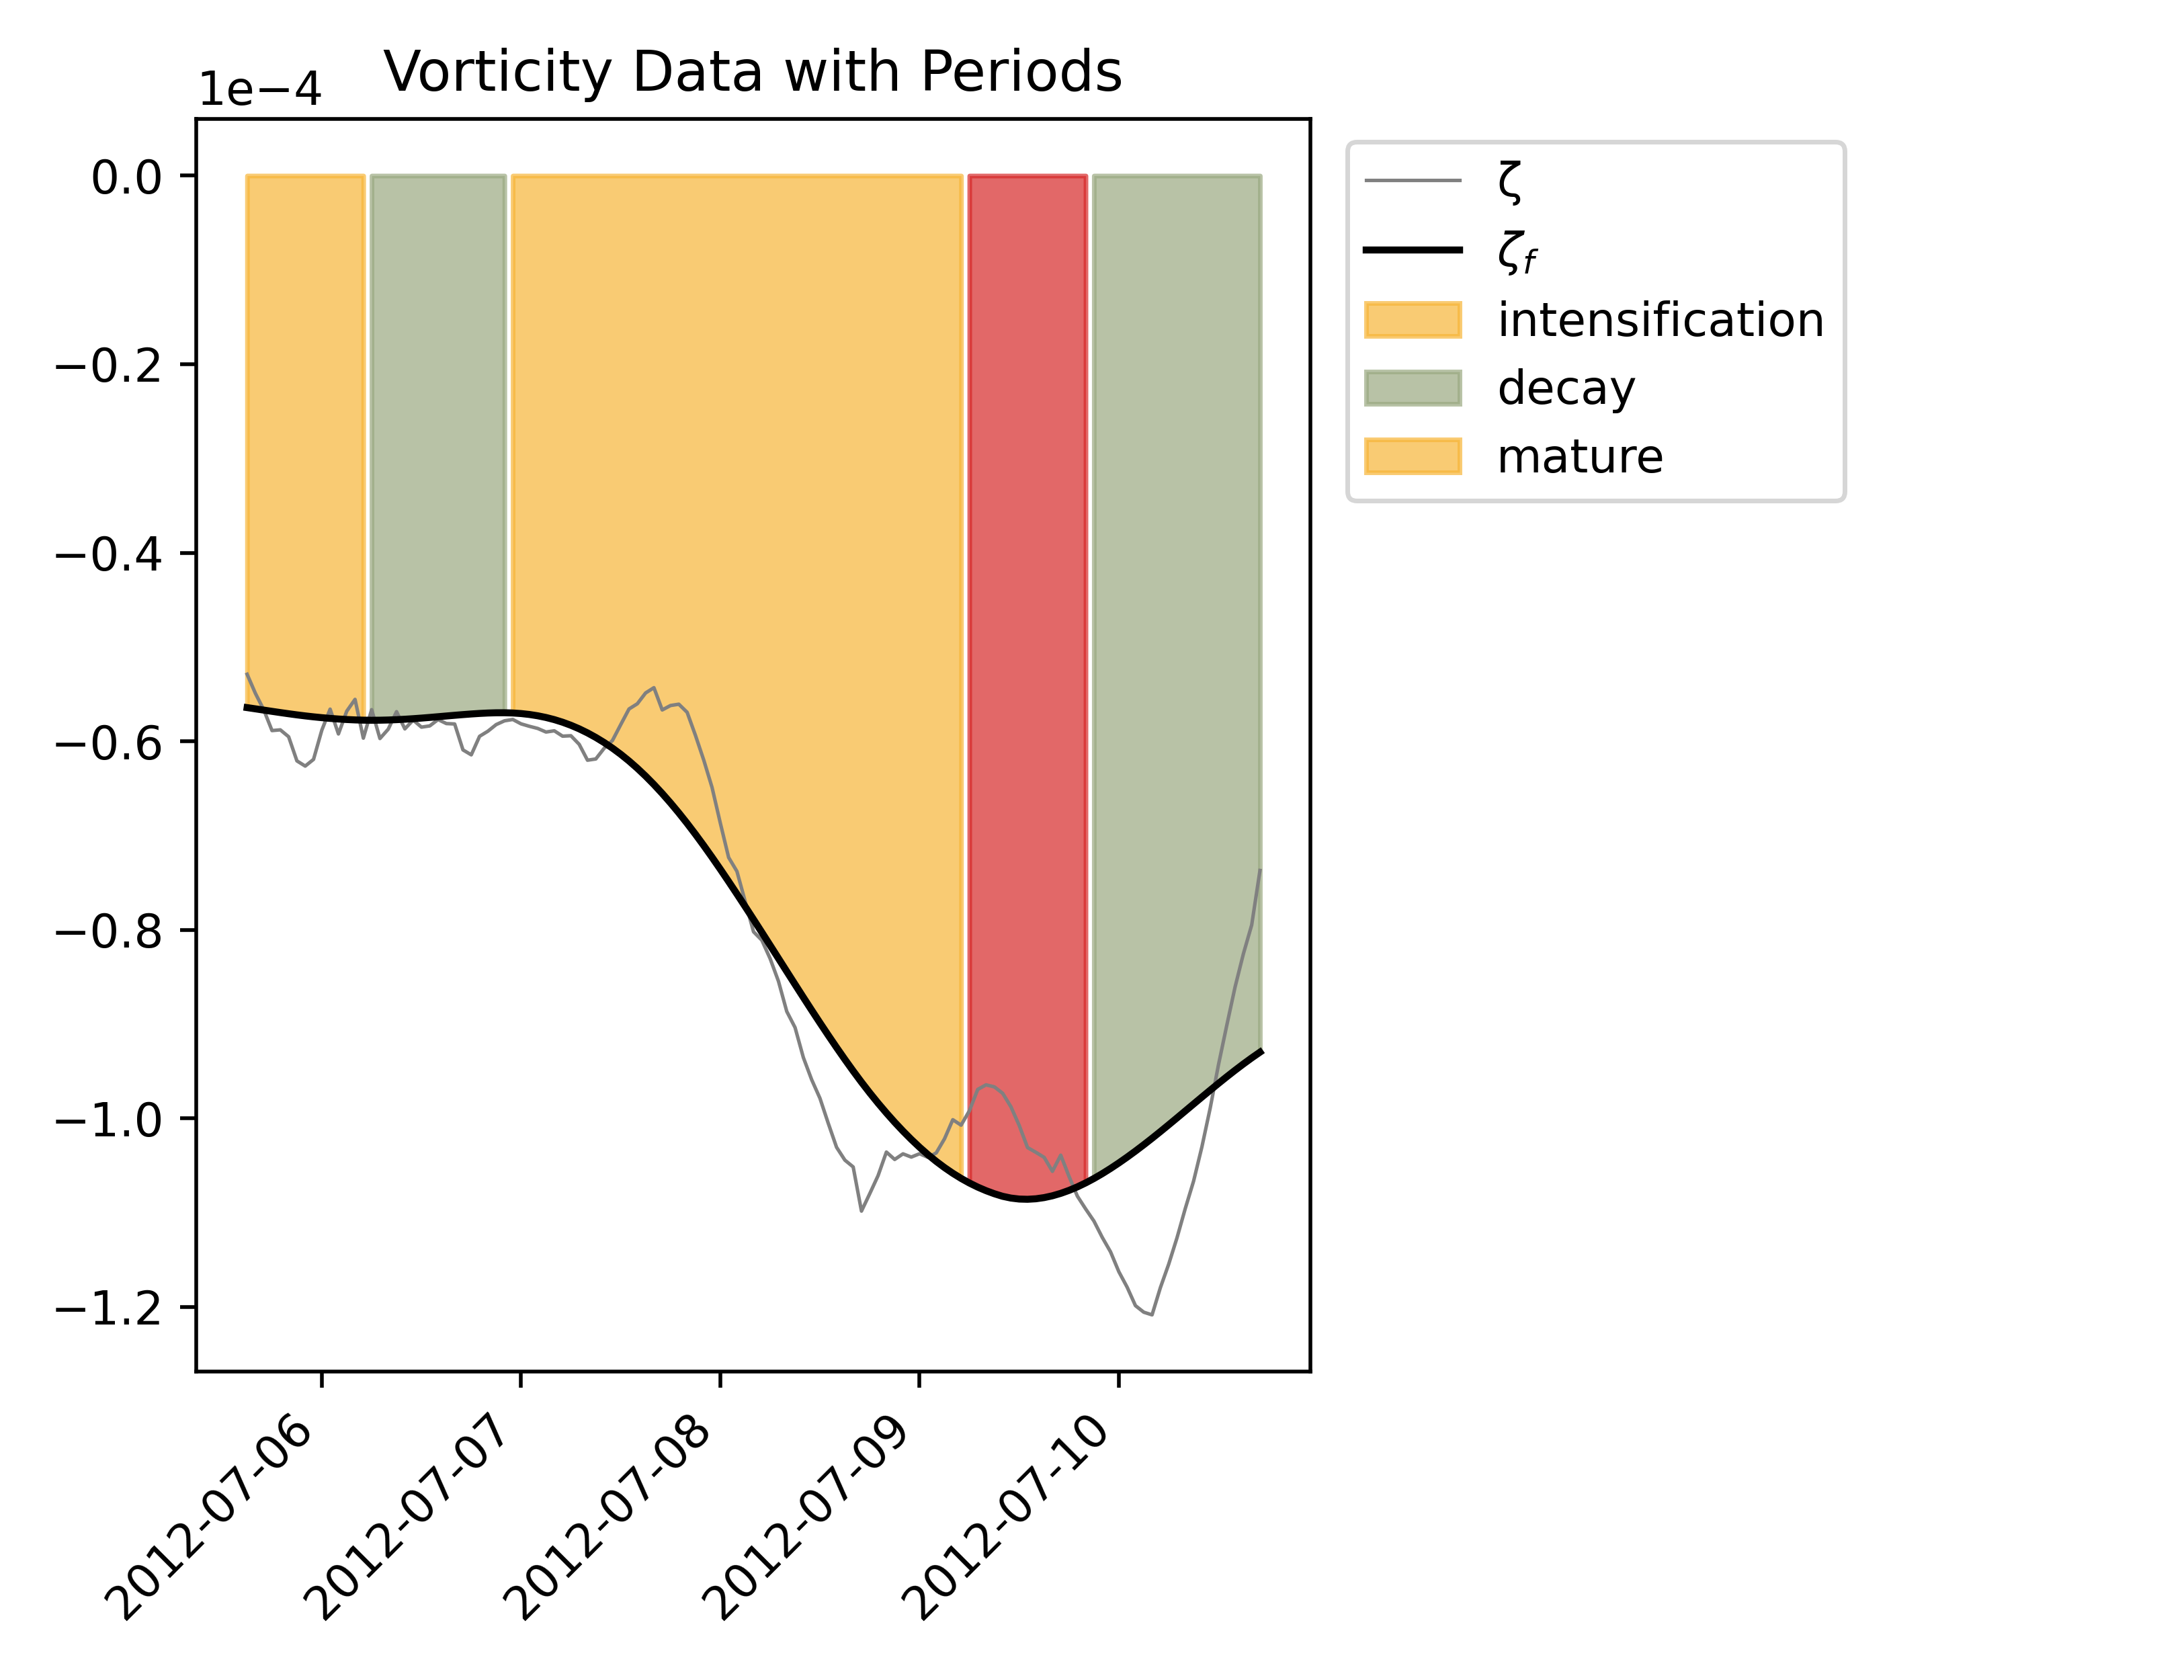 Vorticity Data with Periods
1e−4
0.0
−0.2
−0.4
−0.6
−0.8
−1.0
−1.2
2012-07-06
2012-07-07
2012-07-08
2012-07-09
2012-07-10
ζ
ζf
intensification
decay
mature